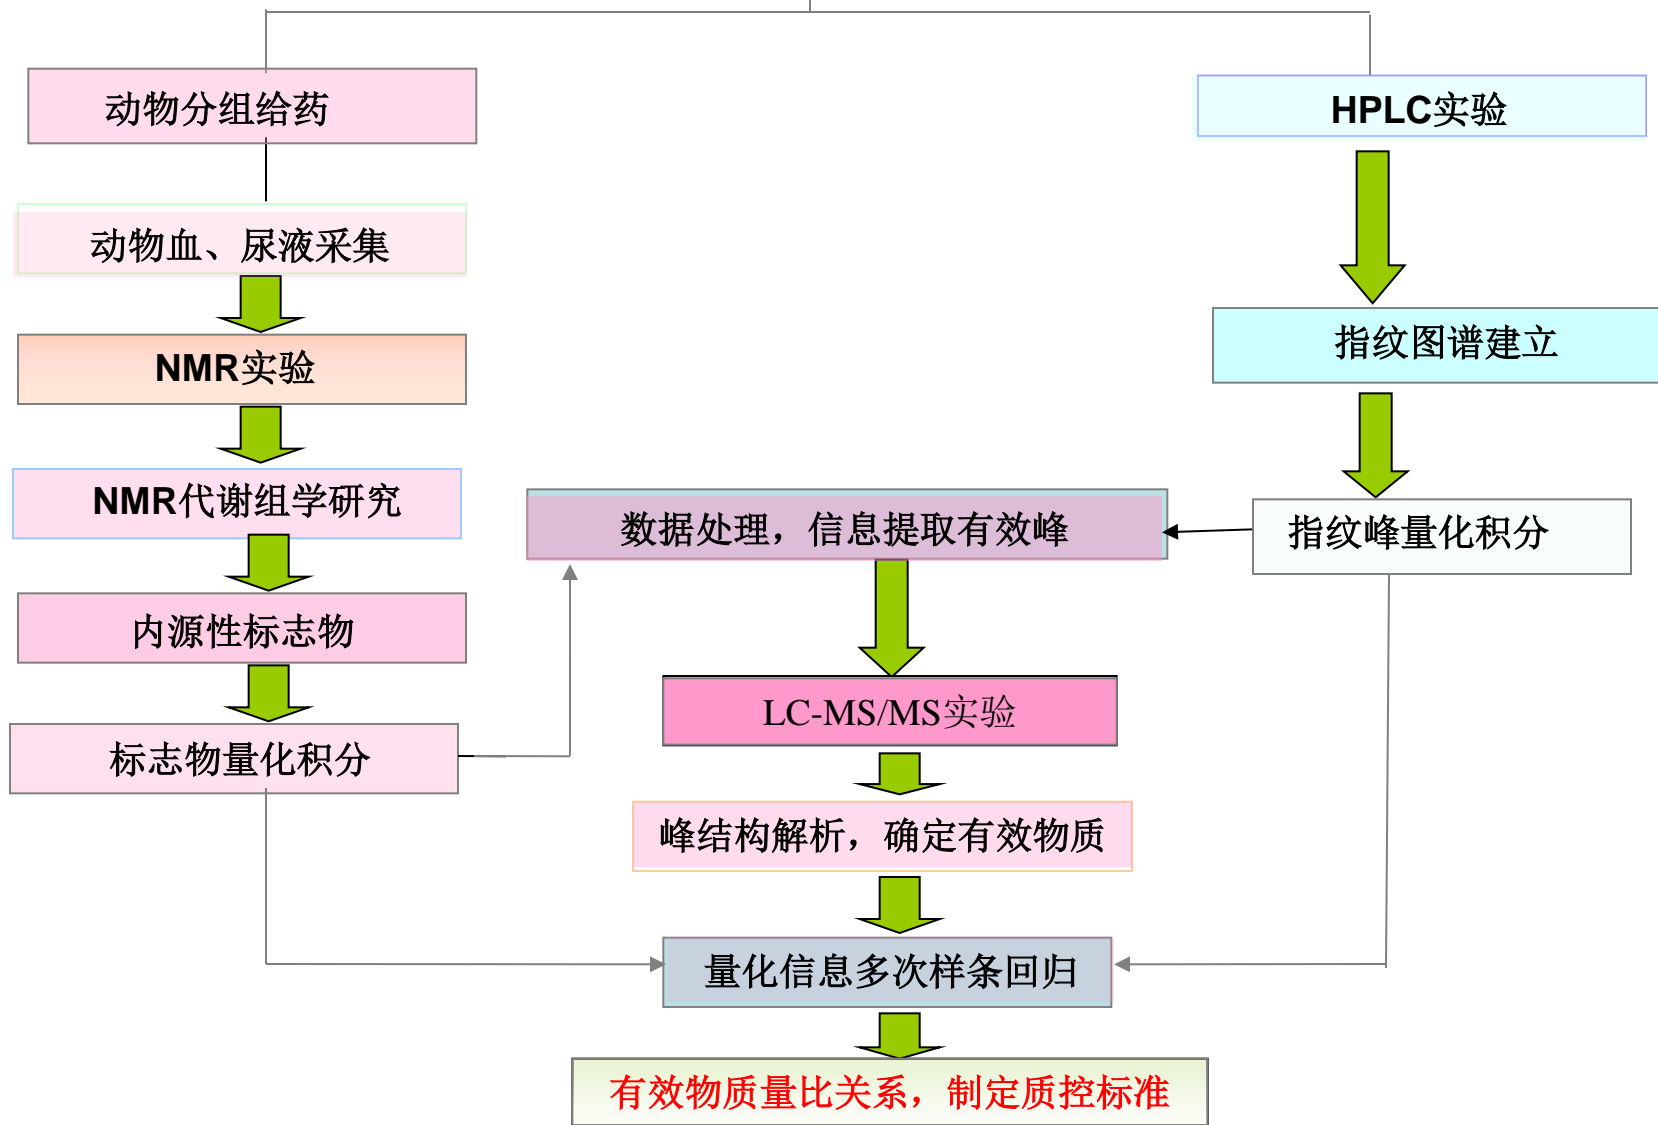 动物分组给药
HPLC实验
动物血、尿液采集
指纹图谱建立
NMR实验
NMR代谢组学研究
数据处理，信息提取有效峰
指纹峰量化积分
内源性标志物
LC-MS/MS实验
标志物量化积分
峰结构解析，确定有效物质
量化信息多次样条回归
有效物质量比关系，制定质控标准